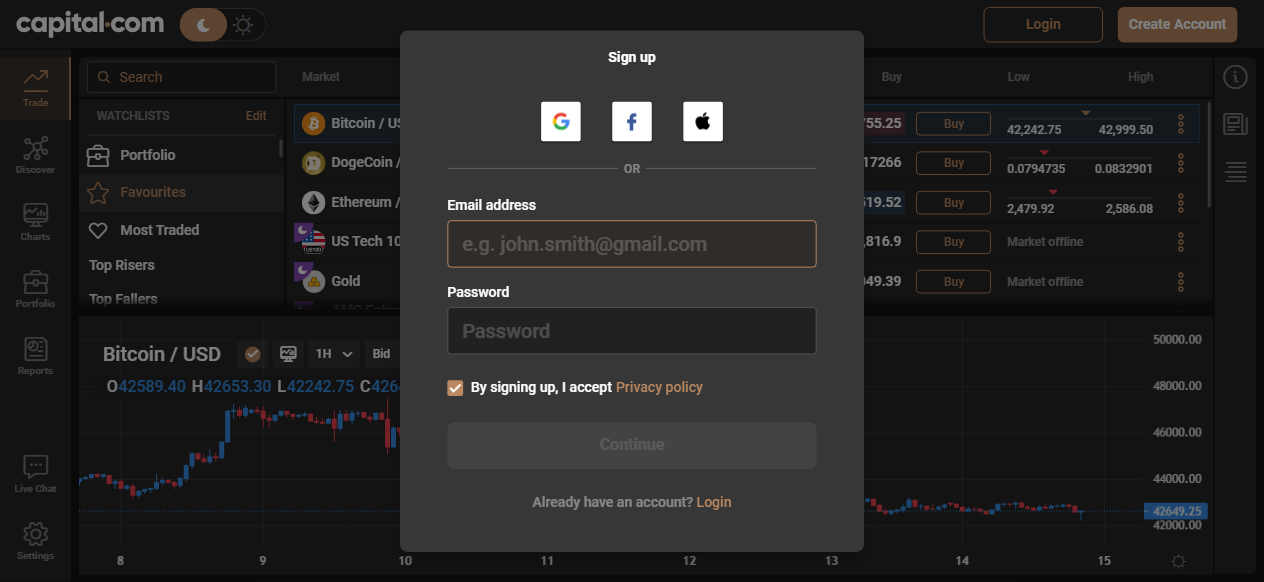 capital.com
Login
Create Account
Trade
Discover
Charts
Portfolio
Reports
Live Chat
Settings
Search
WATCHLISTS Edit
Portfolio
Favourites
Most Traded
Top Risers
Top Fallers
Market Buy Low High
Bitcoin / US 755.25 Buy 42,242.75 42,999.50
DogeCoin / 17266 Buy 0.0794735 0.0832901
Ethereum / 519.52 Buy 2,479.92 2,586.08
US Tech 10 ,816.9 Buy Market offline
Gold 049.39 Buy Market offline
Sign up
OR
Email address
e.g. john.smith@gmail.com
Password
Password
By signing up, I accept Privacy policy
Continue
Already have an account? Login
Bitcoin / USD 1H Bid
O42589.40 H42653.30 L42242.75 C4264
50000.00
48000.00
46000.00
44000.00
42649.25
42000.00
8 9 10 11 12 13 14 15